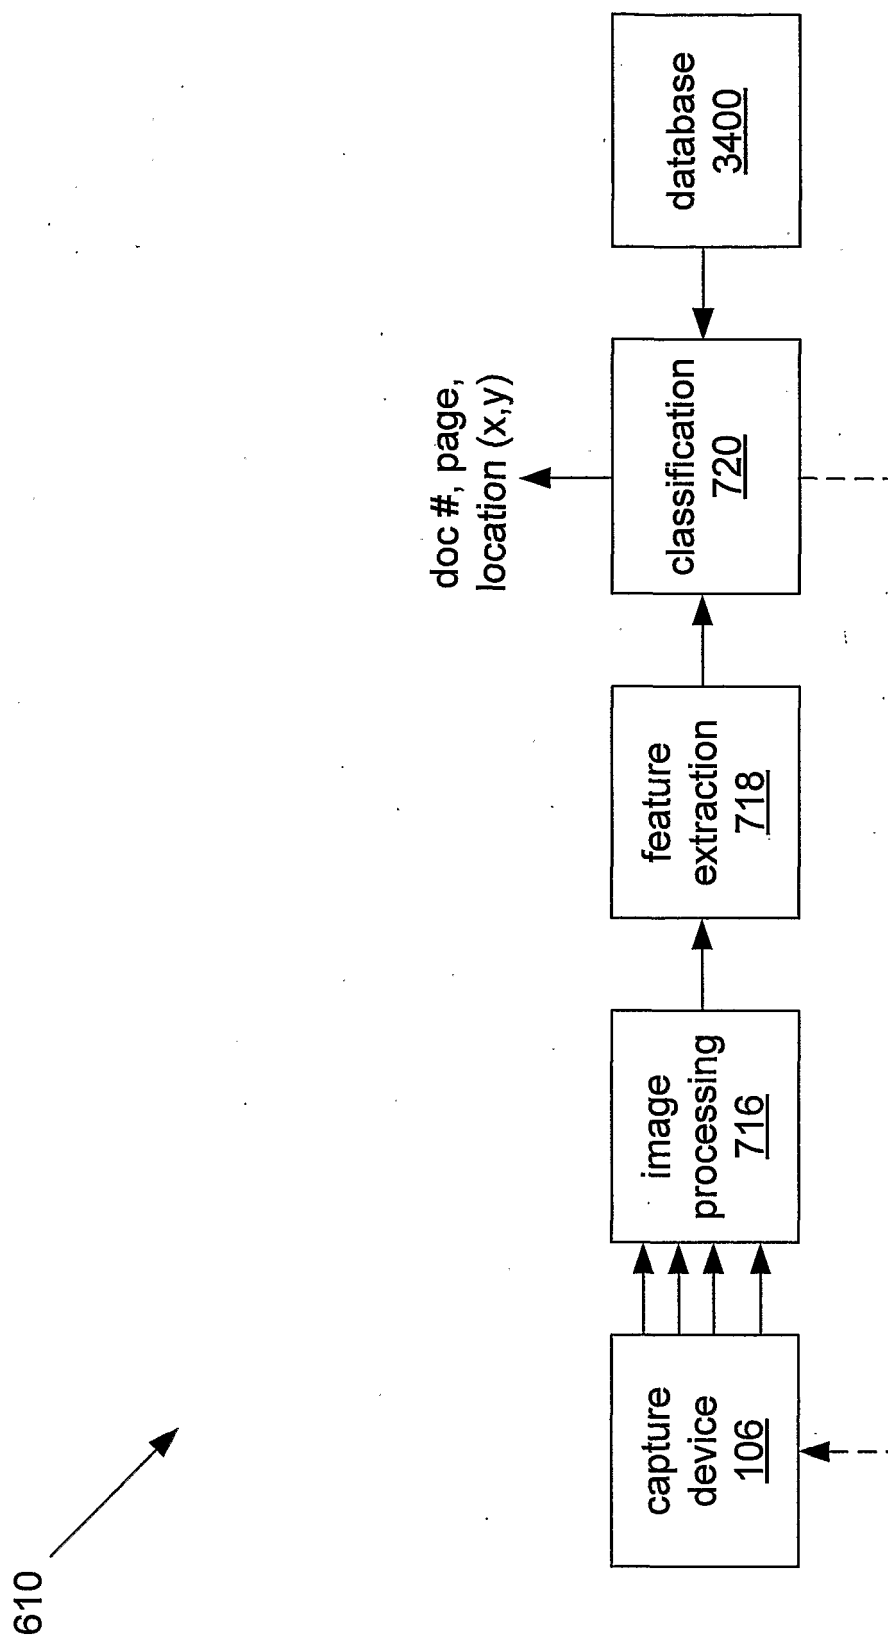 610
capture
device
106
image
processing
716
feature
extraction
718
doc #, page,
location (x,y)
classification
720
database
3400